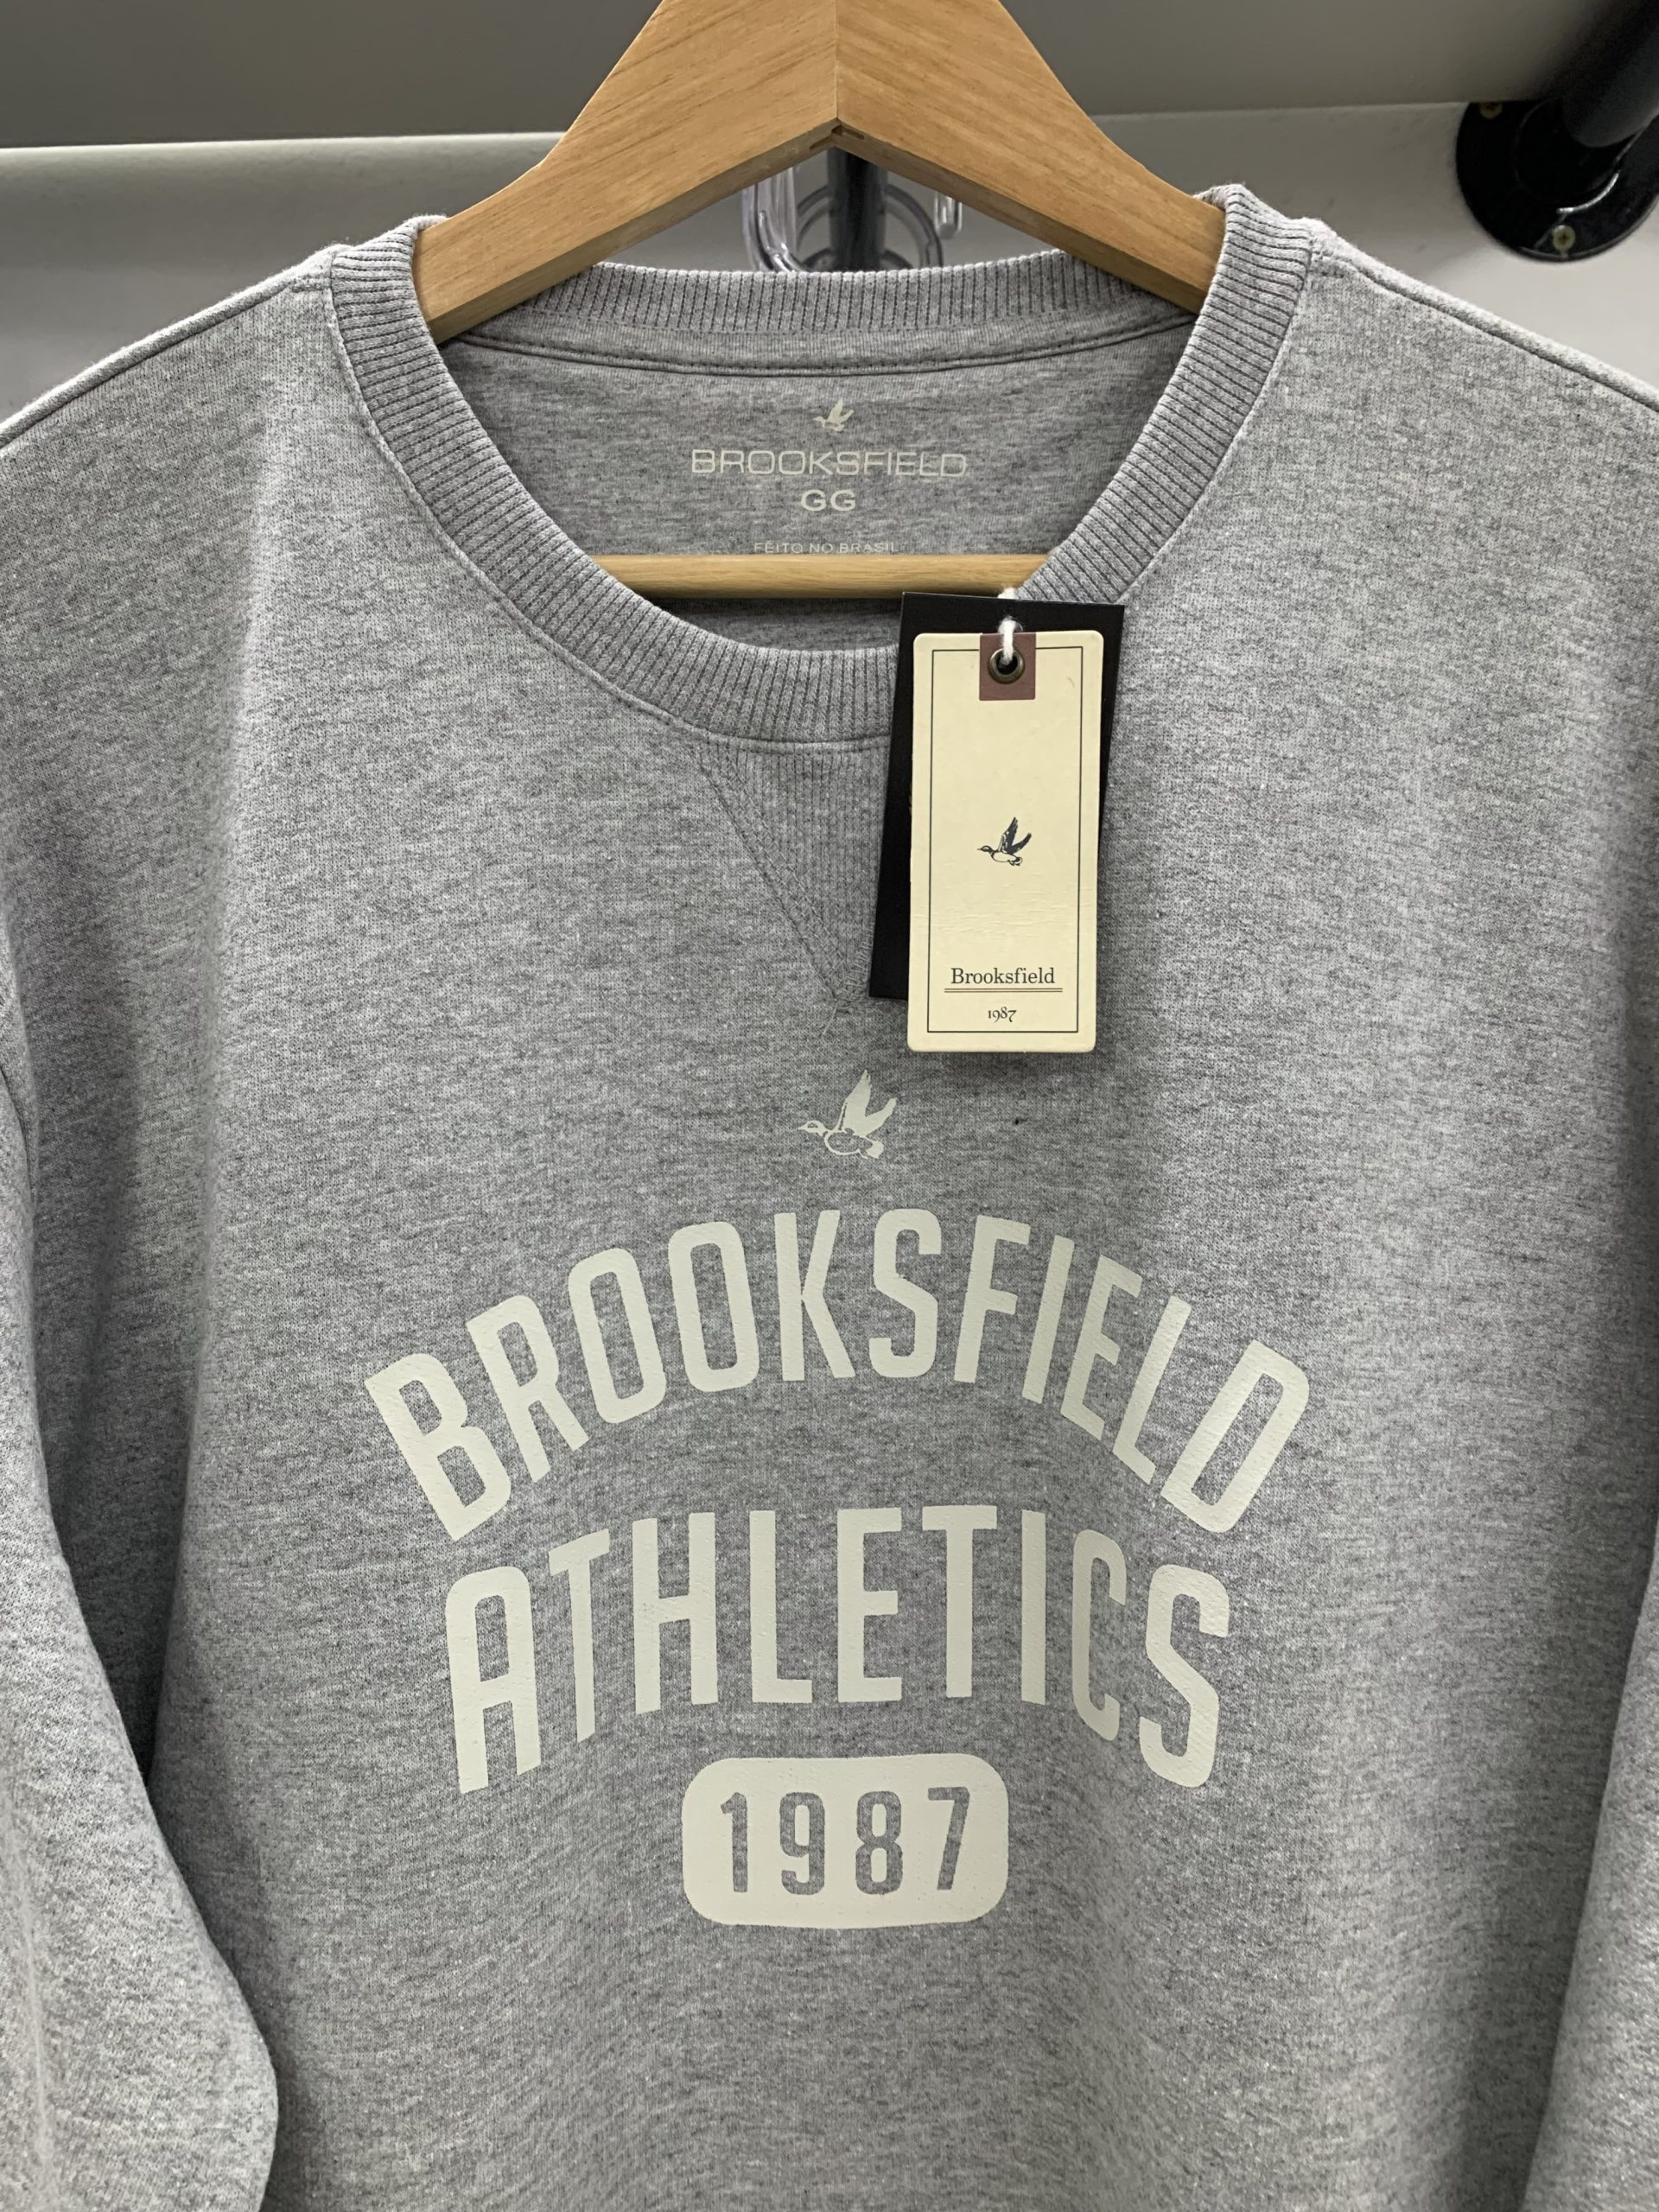 BROOKSFIELD
GG
FEITO NO BRASIL
Brooksfield
1987
BROOKSFIELD
ATHLETICS
1987